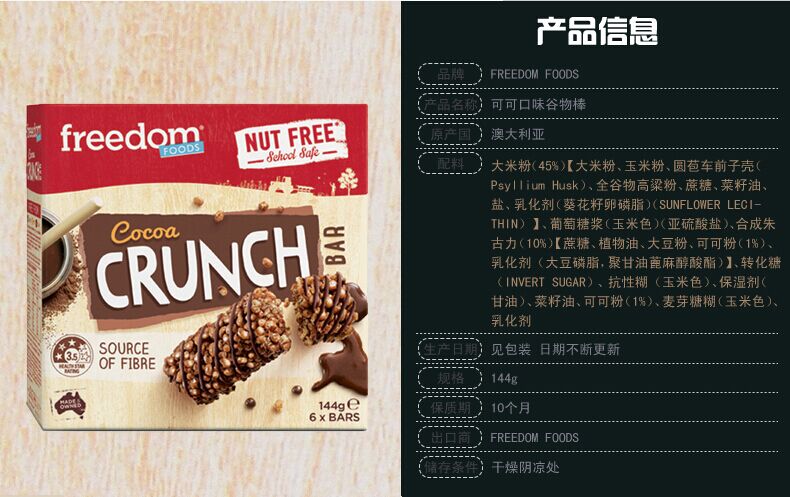 freedom®
FOODS
NUT FREE*
School Safe
Cocoa
CRUNCH
BAR
3.5
HEALTH STAR
RATING
SOURCE
OF FIBRE
MADE &
OWNED
144g e
6 x BARS
产品信息
品牌 FREEDOM FOODS
产品名称 可可口味谷物棒
原产国 澳大利亚
配料 大米粉(45%)【大米粉、玉米粉、圆苞车前子壳(
Psyllium Husk)、全谷物高粱粉、蔗糖、菜籽油、
盐、乳化剂(葵花籽卵磷脂)(SUNFLOWER LECI-
THIN) 】、葡萄糖浆(玉米色)(亚硫酸盐)、合成朱
古力(10%)【蔗糖、植物油、大豆粉、可可粉(1%)、
乳化剂 (大豆磷脂，聚甘油蓖麻醇酸酯)】、转化糖
(INVERT SUGAR) 、抗性糊 (玉米色)、保湿剂(
甘油)、菜籽油、可可粉(1%)、麦芽糖糊(玉米色)、
乳化剂
生产日期 见包装 日期不断更新
规格 144g
保质期 10个月
出口商 FREEDOM FOODS
储存条件 干燥阴凉处